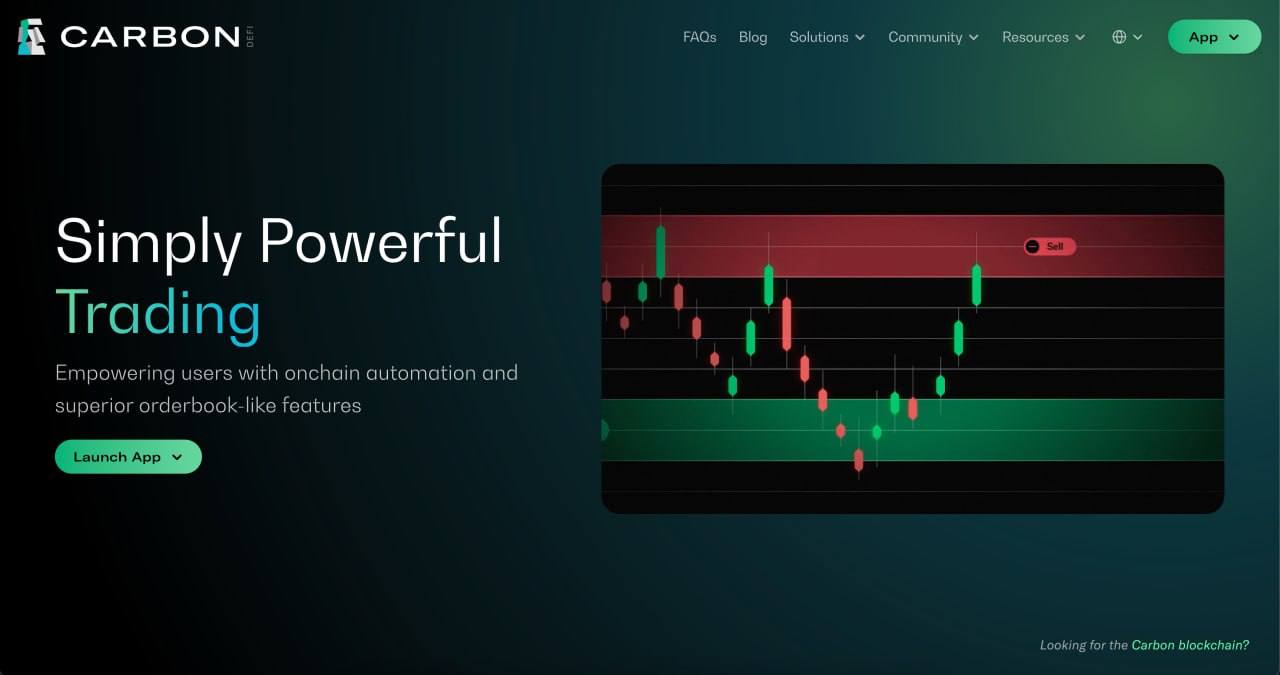 CARBON DEFI
FAQs
Blog
Solutions
Community
Resources
App
Simply Powerful
Trading
Empowering users with onchain automation and
superior orderbook-like features
Launch App
Sell
Looking for the Carbon blockchain?